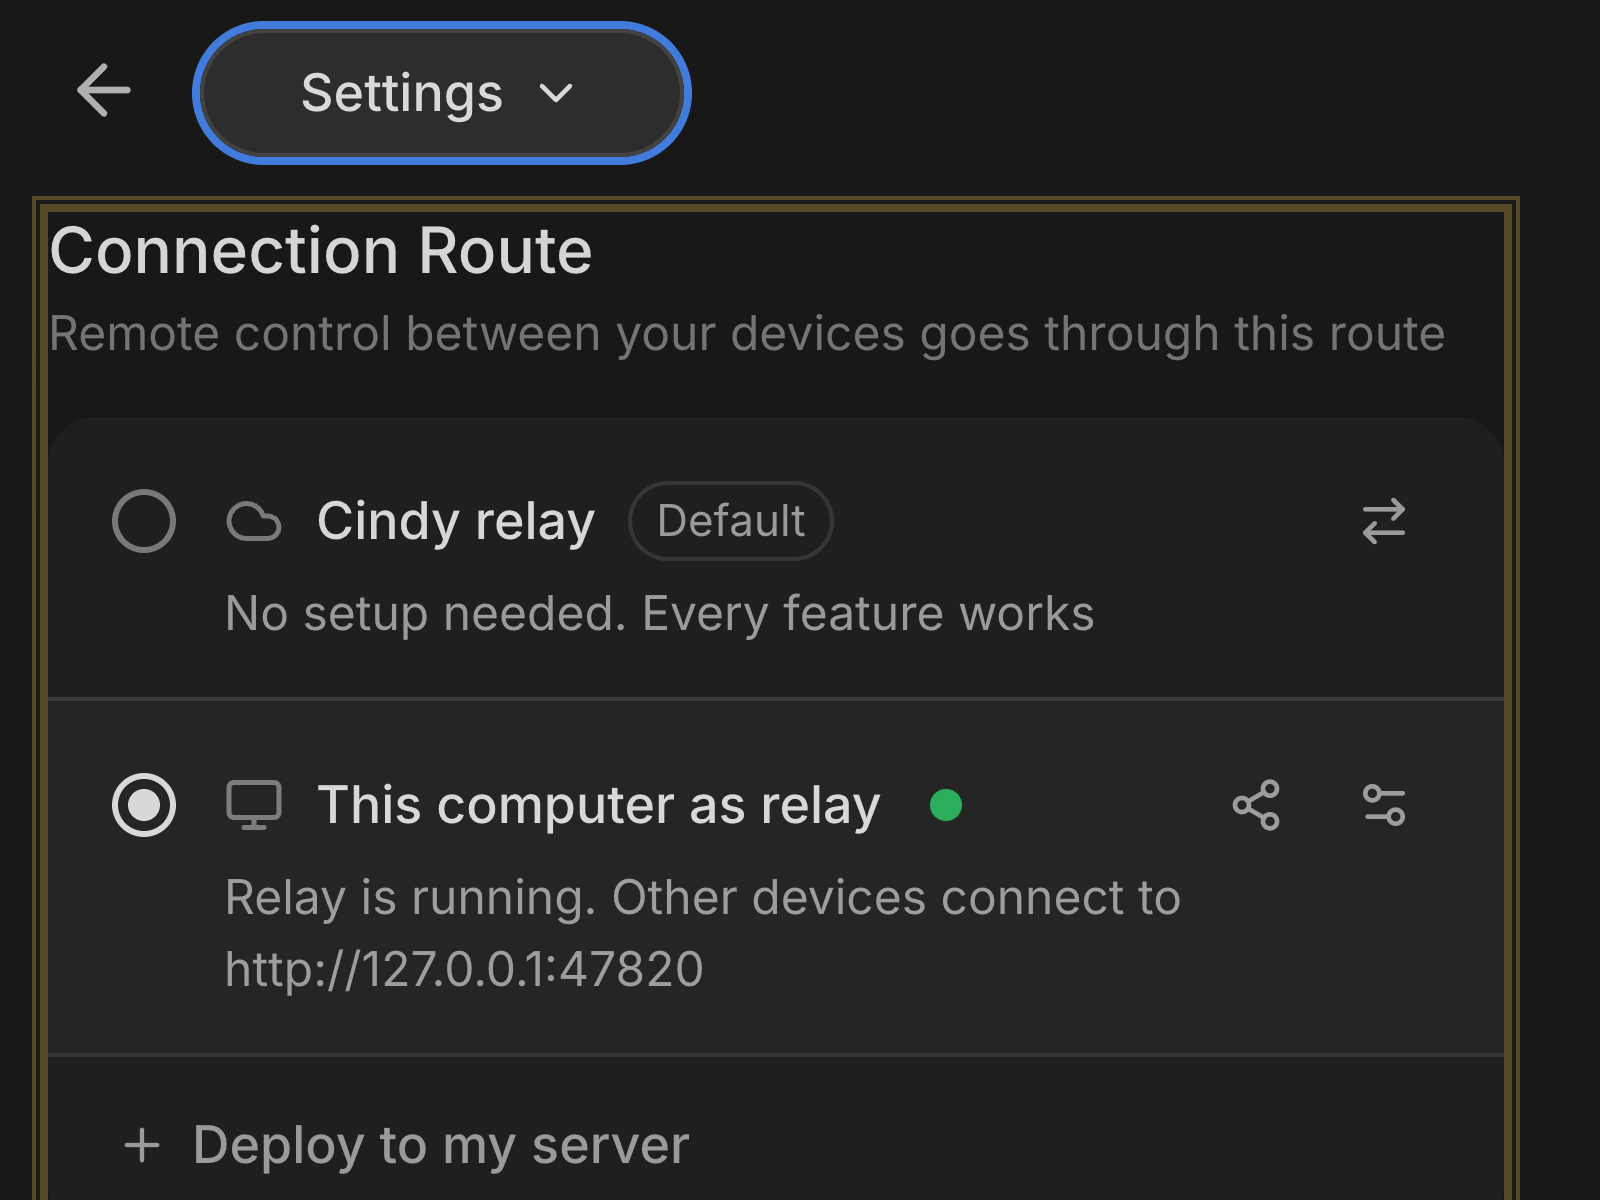 Settings
Connection Route
Remote control between your devices goes through this route
Cindy relay Default
No setup needed. Every feature works
This computer as relay
Relay is running. Other devices connect to
http://127.0.0.1:47820
Deploy to my server